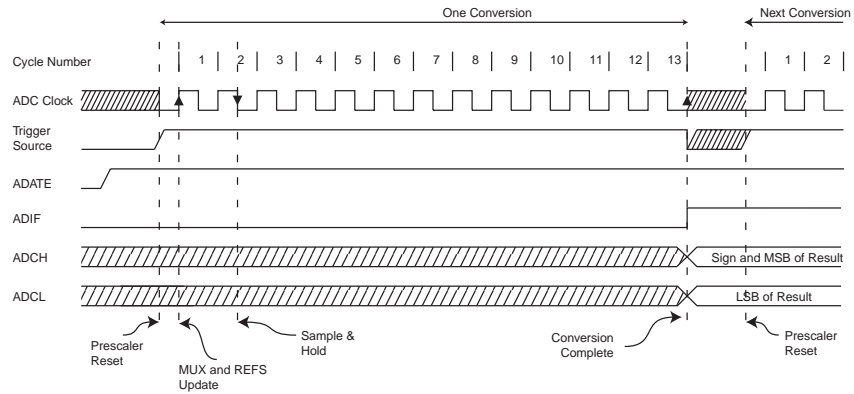 One Conversion
Next Conversion
Cycle Number
1 2 3 4 5 6 7 8 9 10 11 12 13
1 2
ADC Clock
Trigger
Source
ADATE
ADIF
ADCH
Sign and MSB of Result
ADCL
LSB of Result
Prescaler
Reset
MUX and REFS
Update
Sample &
Hold
Conversion
Complete
Prescaler
Reset